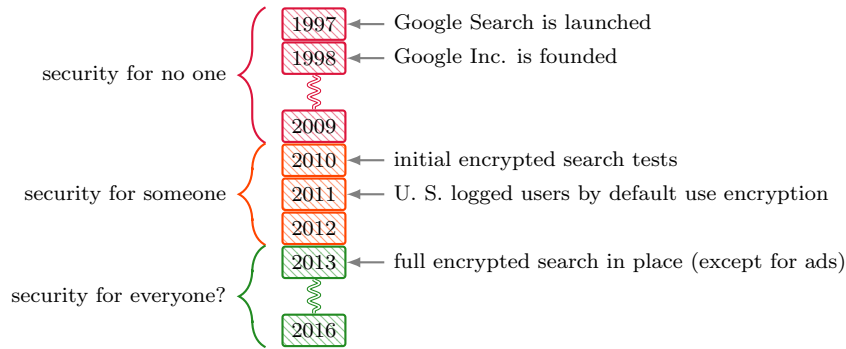 1997 Google Search is launched
1998 Google Inc. is founded
security for no one
2009
2010 initial encrypted search tests
security for someone 2011 U. S. logged users by default use encryption
2012
2013 full encrypted search in place (except for ads)
security for everyone?
2016